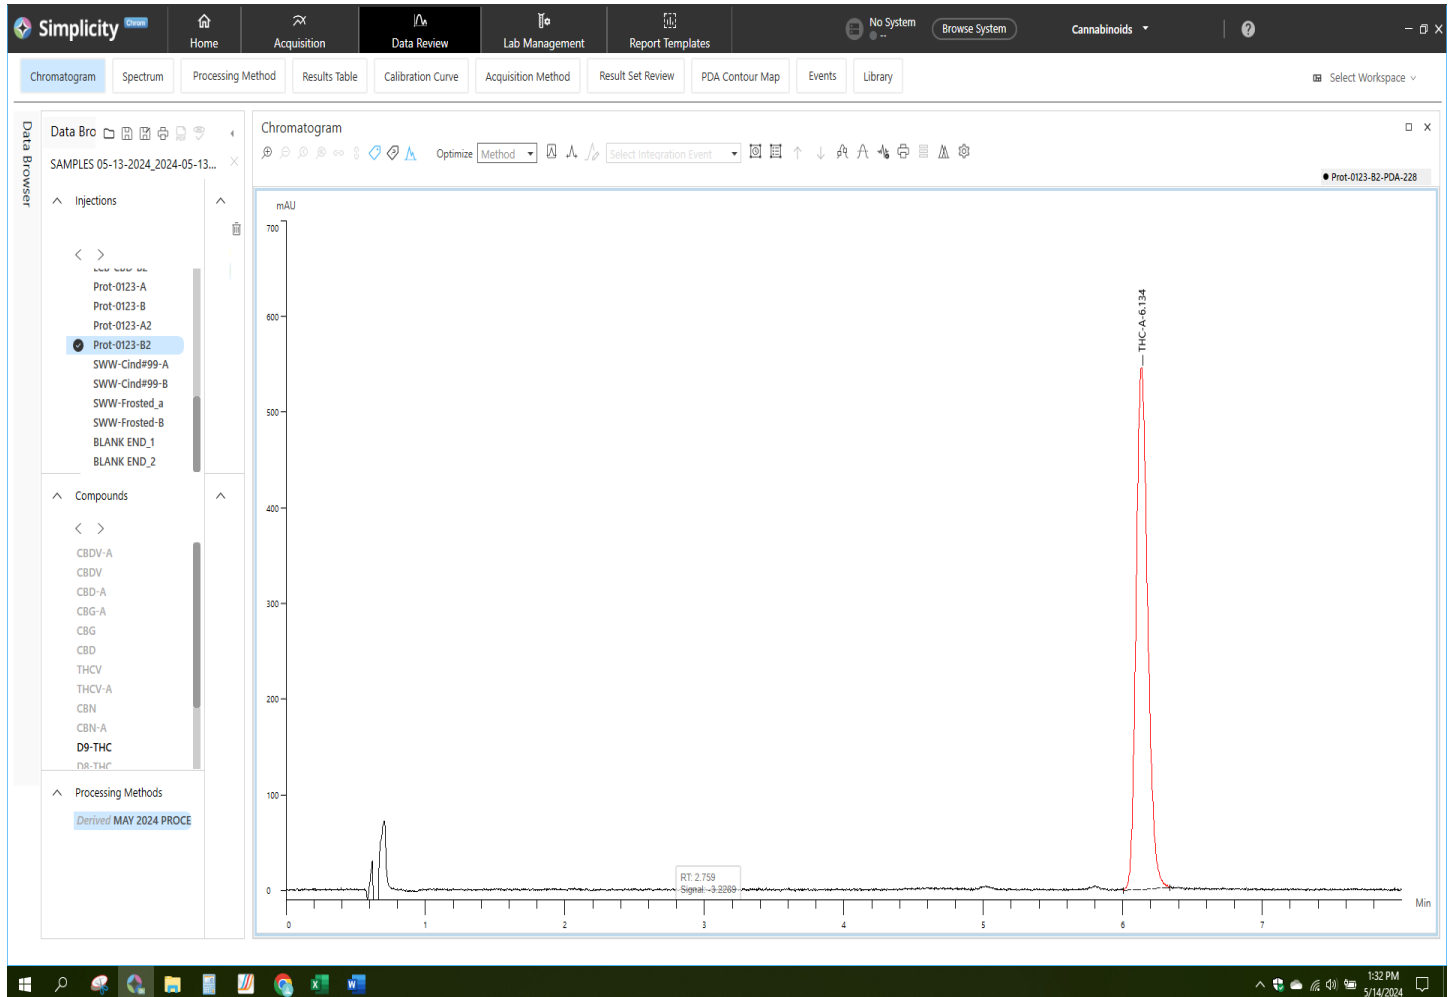 Simplicity Chrom
Home
Acquisition
Data Review
Lab Management
Report Templates
No System
--
Browse System
Cannabinoids
Chromatogram
Spectrum
Processing Method
Results Table
Calibration Curve
Acquisition Method
Result Set Review
PDA Contour Map
Events
Library
Select Workspace
Data Browser
Data Bro
SAMPLES 05-13-2024_2024-05-13...
Injections
LCB-CBD-B2
Prot-0123-A
Prot-0123-B
Prot-0123-A2
Prot-0123-B2
SWW-Cind#99-A
SWW-Cind#99-B
SWW-Frosted_a
SWW-Frosted-B
BLANK END_1
BLANK END_2
Compounds
CBDV-A
CBDV
CBD-A
CBG-A
CBG
CBD
THCV
THCV-A
CBN
CBN-A
D9-THC
D8-THC
Processing Methods
Derived MAY 2024 PROCE
Chromatogram
Optimize Method
Select Integration Event
Prot-0123-B2-PDA-228
mAU
700
600
500
400
300
200
100
0
THC-A-6.134
RT: 2.759
Signal: -3.2289
0 1 2 3 4 5 6 7
Min
1:32 PM
5/14/2024